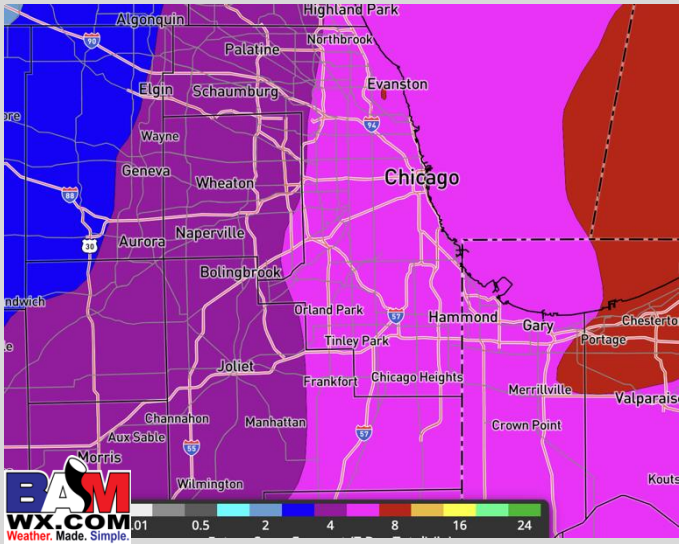 Highland Park
Algonquin
Northbrook
90
Palatine
Elgin
Schaumburg
Evanston
94
Wayne
Geneva
Wheaton
Chicago
88
30
Aurora
Naperville
Bolingbrook
ndwich
Orland Park
57
Hammond
Gary
Chesterto
Tinley Park
Portage
Joliet
Frankfort
Chicago Heights
Merrillville
Valparais
Channahon
Manhattan
Crown Point
Aux Sable
57
55
Morris
Kouts
Wilmington
BAM
WX.COM
Weather. Made. Simple.
.01 0.5 2 4 8 16 24